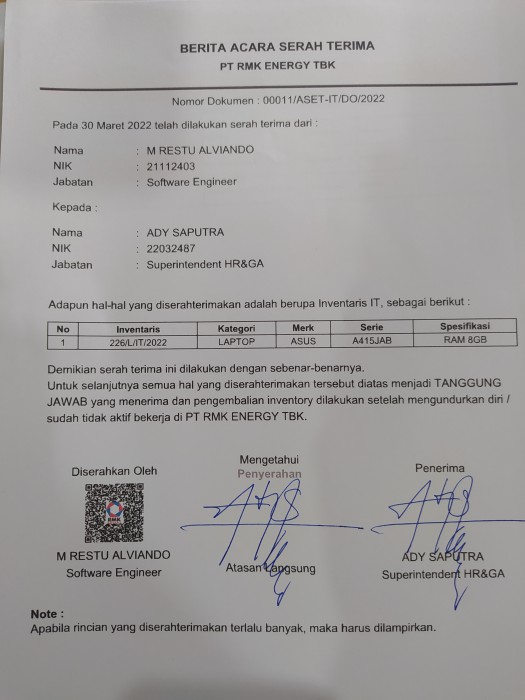 BERITA ACARA SERAH TERIMA
PT RMK ENERGY TBK
Nomor Dokumen : 00011/ASET-IT/DO/2022
Pada 30 Maret 2022 telah dilakukan serah terima dari :
Nama : M RESTU ALVIANDO
NIK : 21112403
Jabatan : Software Engineer
Kepada :
Nama : ADY SAPUTRA
NIK : 22032487
Jabatan : Superintendent HR&GA
Adapun hal-hal yang diserahterimakan adalah berupa Inventaris IT, sebagai berikut :
No Inventaris Kategori Merk Serie Spesifikasi
1 226/L/IT/2022 LAPTOP ASUS A415JAB RAM 8GB
Demikian serah terima ini dilakukan dengan sebenar-benarnya.
Untuk selanjutnya semua hal yang diserahterimakan tersebut diatas menjadi TANGGUNG
JAWAB yang menerima dan pengembalian inventory dilakukan setelah mengundurkan diri /
sudah tidak aktif bekerja di PT RMK ENERGY TBK.
Diserahkan Oleh
RMK
M RESTU ALVIANDO
Software Engineer
Mengetahui
Penyerahan
Atasan Langsung
Penerima
ADY SAPUTRA
Superintendent HR&GA
Note :
Apabila rincian yang diserahterimakan terlalu banyak, maka harus dilampirkan.